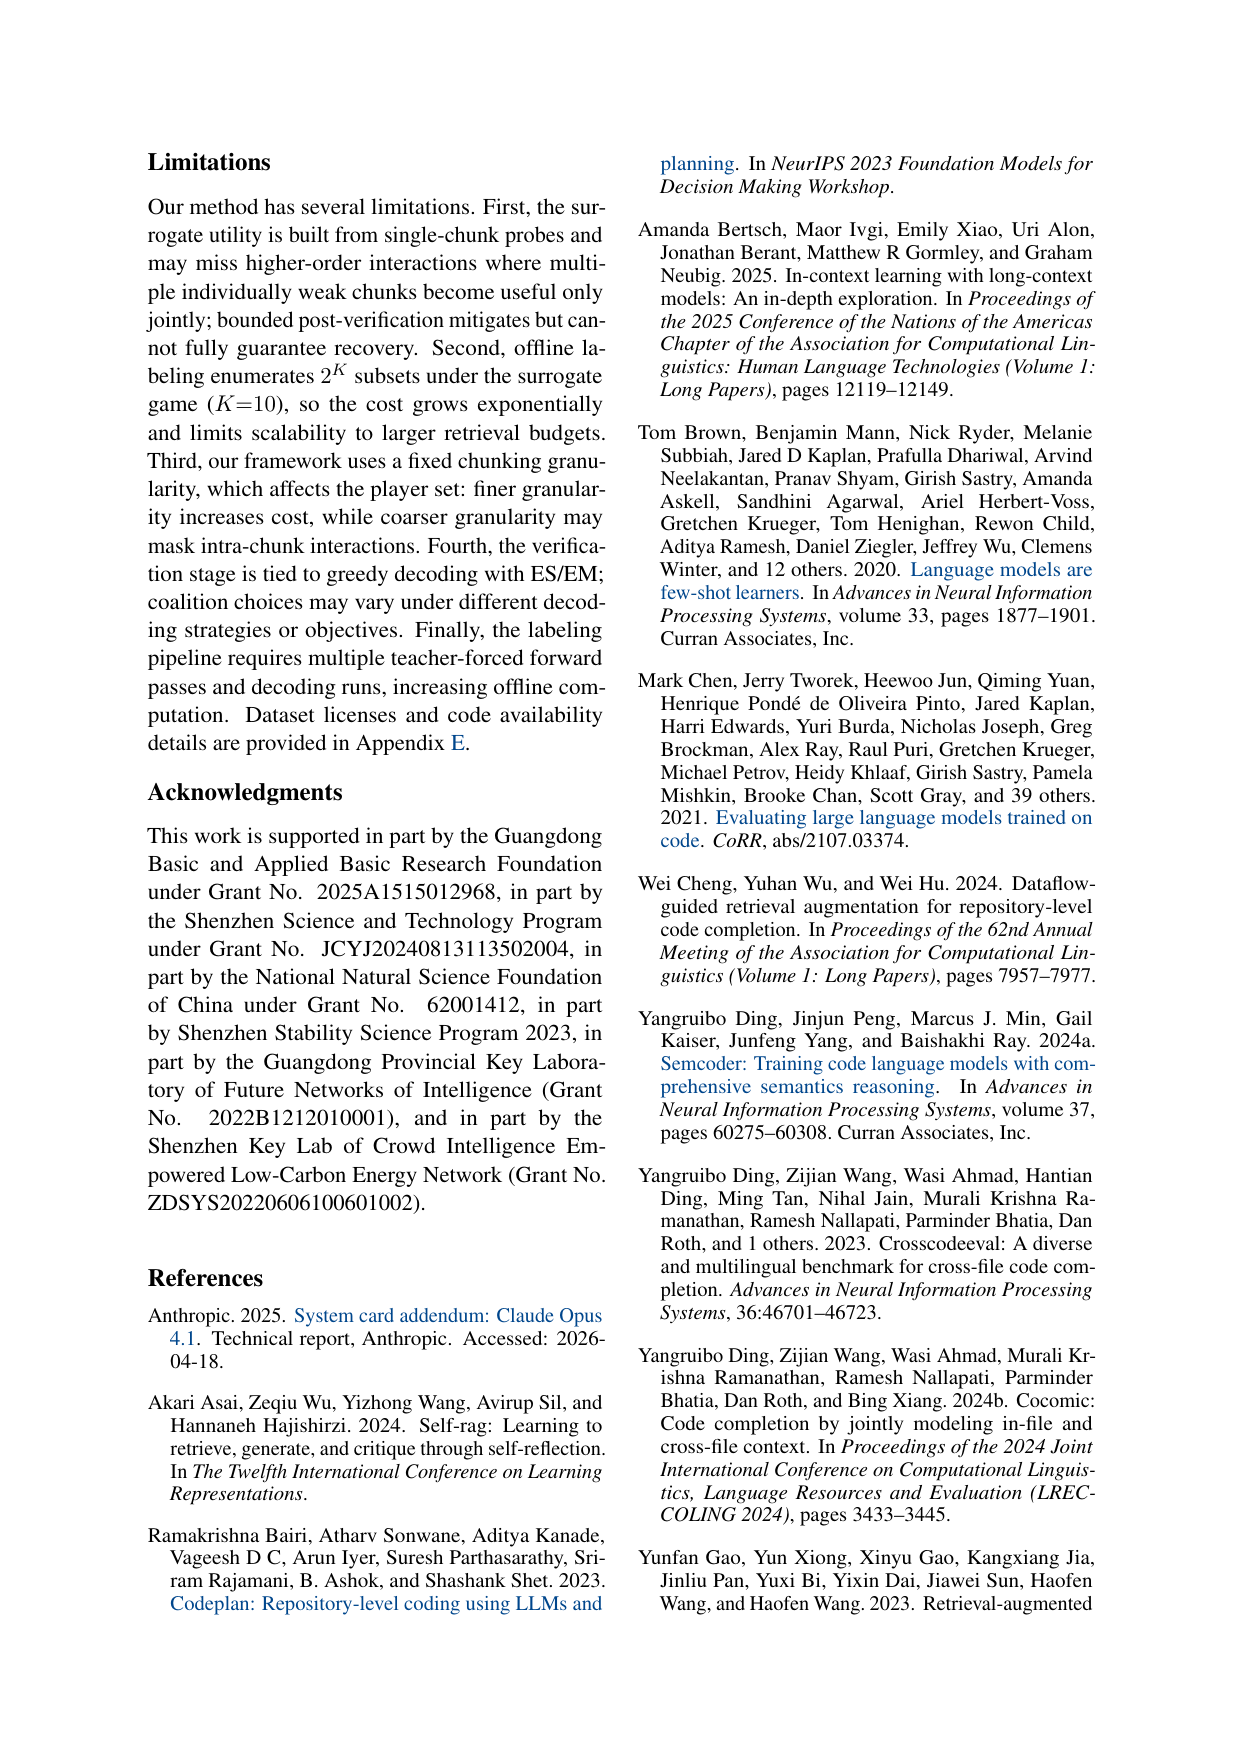 Limitations
Our method has several limitations. First, the sur-
rogate utility is built from single-chunk probes and
may miss higher-order interactions where multi-
ple individually weak chunks become useful only
jointly; bounded post-verification mitigates but can-
not fully guarantee recovery. Second, offline la-
beling enumerates 2^K subsets under the surrogate
game (K=10), so the cost grows exponentially
and limits scalability to larger retrieval budgets.
Third, our framework uses a fixed chunking granu-
larity, which affects the player set: finer granular-
ity increases cost, while coarser granularity may
mask intra-chunk interactions. Fourth, the verifica-
tion stage is tied to greedy decoding with ES/EM;
coalition choices may vary under different decod-
ing strategies or objectives. Finally, the labeling
pipeline requires multiple teacher-forced forward
passes and decoding runs, increasing offline com-
putation. Dataset licenses and code availability
details are provided in Appendix E.
Acknowledgments
This work is supported in part by the Guangdong
Basic and Applied Basic Research Foundation
under Grant No. 2025A1515012968, in part by
the Shenzhen Science and Technology Program
under Grant No. JCYJ20240813113502004, in
part by the National Natural Science Foundation
of China under Grant No. 62001412, in part
by Shenzhen Stability Science Program 2023, in
part by the Guangdong Provincial Key Labora-
tory of Future Networks of Intelligence (Grant
No. 2022B1212010001), and in part by the
Shenzhen Key Lab of Crowd Intelligence Em-
powered Low-Carbon Energy Network (Grant No.
ZDSYS20220606100601002).
References
Anthropic. 2025. System card addendum: Claude Opus
4.1. Technical report, Anthropic. Accessed: 2026-
04-18.
Akari Asai, Zeqiu Wu, Yizhong Wang, Avirup Sil, and
Hannaneh Hajishirzi. 2024. Self-rag: Learning to
retrieve, generate, and critique through self-reflection.
In The Twelfth International Conference on Learning
Representations.
Ramakrishna Bairi, Atharv Sonwane, Aditya Kanade,
Vageesh D C, Arun Iyer, Suresh Parthasarathy, Sri-
ram Rajamani, B. Ashok, and Shashank Shet. 2023.
Codeplan: Repository-level coding using LLMs and
planning. In NeurIPS 2023 Foundation Models for
Decision Making Workshop.
Amanda Bertsch, Maor Ivgi, Emily Xiao, Uri Alon,
Jonathan Berant, Matthew R Gormley, and Graham
Neubig. 2025. In-context learning with long-context
models: An in-depth exploration. In Proceedings of
the 2025 Conference of the Nations of the Americas
Chapter of the Association for Computational Lin-
guistics: Human Language Technologies (Volume 1:
Long Papers), pages 12119–12149.
Tom Brown, Benjamin Mann, Nick Ryder, Melanie
Subbiah, Jared D Kaplan, Prafulla Dhariwal, Arvind
Neelakantan, Pranav Shyam, Girish Sastry, Amanda
Askell, Sandhini Agarwal, Ariel Herbert-Voss,
Gretchen Krueger, Tom Henighan, Rewon Child,
Aditya Ramesh, Daniel Ziegler, Jeffrey Wu, Clemens
Winter, and 12 others. 2020. Language models are
few-shot learners. In Advances in Neural Information
Processing Systems, volume 33, pages 1877–1901.
Curran Associates, Inc.
Mark Chen, Jerry Tworek, Heewoo Jun, Qiming Yuan,
Henrique Pondé de Oliveira Pinto, Jared Kaplan,
Harri Edwards, Yuri Burda, Nicholas Joseph, Greg
Brockman, Alex Ray, Raul Puri, Gretchen Krueger,
Michael Petrov, Heidy Khlaaf, Girish Sastry, Pamela
Mishkin, Brooke Chan, Scott Gray, and 39 others.
2021. Evaluating large language models trained on
code. CoRR, abs/2107.03374.
Wei Cheng, Yuhan Wu, and Wei Hu. 2024. Dataflow-
guided retrieval augmentation for repository-level
code completion. In Proceedings of the 62nd Annual
Meeting of the Association for Computational Lin-
guistics (Volume 1: Long Papers), pages 7957–7977.
Yangruibo Ding, Jinjun Peng, Marcus J. Min, Gail
Kaiser, Junfeng Yang, and Baishakhi Ray. 2024a.
Semcoder: Training code language models with com-
prehensive semantics reasoning. In Advances in
Neural Information Processing Systems, volume 37,
pages 60275–60308. Curran Associates, Inc.
Yangruibo Ding, Zijian Wang, Wasi Ahmad, Hantian
Ding, Ming Tan, Nihal Jain, Murali Krishna Ra-
manathan, Ramesh Nallapati, Parminder Bhatia, Dan
Roth, and 1 others. 2023. Crosscodeeval: A diverse
and multilingual benchmark for cross-file code com-
pletion. Advances in Neural Information Processing
Systems, 36:46701–46723.
Yangruibo Ding, Zijian Wang, Wasi Ahmad, Murali Kr-
ishna Ramanathan, Ramesh Nallapati, Parminder
Bhatia, Dan Roth, and Bing Xiang. 2024b. Cocomic:
Code completion by jointly modeling in-file and
cross-file context. In Proceedings of the 2024 Joint
International Conference on Computational Linguis-
tics, Language Resources and Evaluation (LREC-
COLING 2024), pages 3433–3445.
Yunfan Gao, Yun Xiong, Xinyu Gao, Kangxiang Jia,
Jinliu Pan, Yuxi Bi, Yixin Dai, Jiawei Sun, Haofen
Wang, and Haofen Wang. 2023. Retrieval-augmented